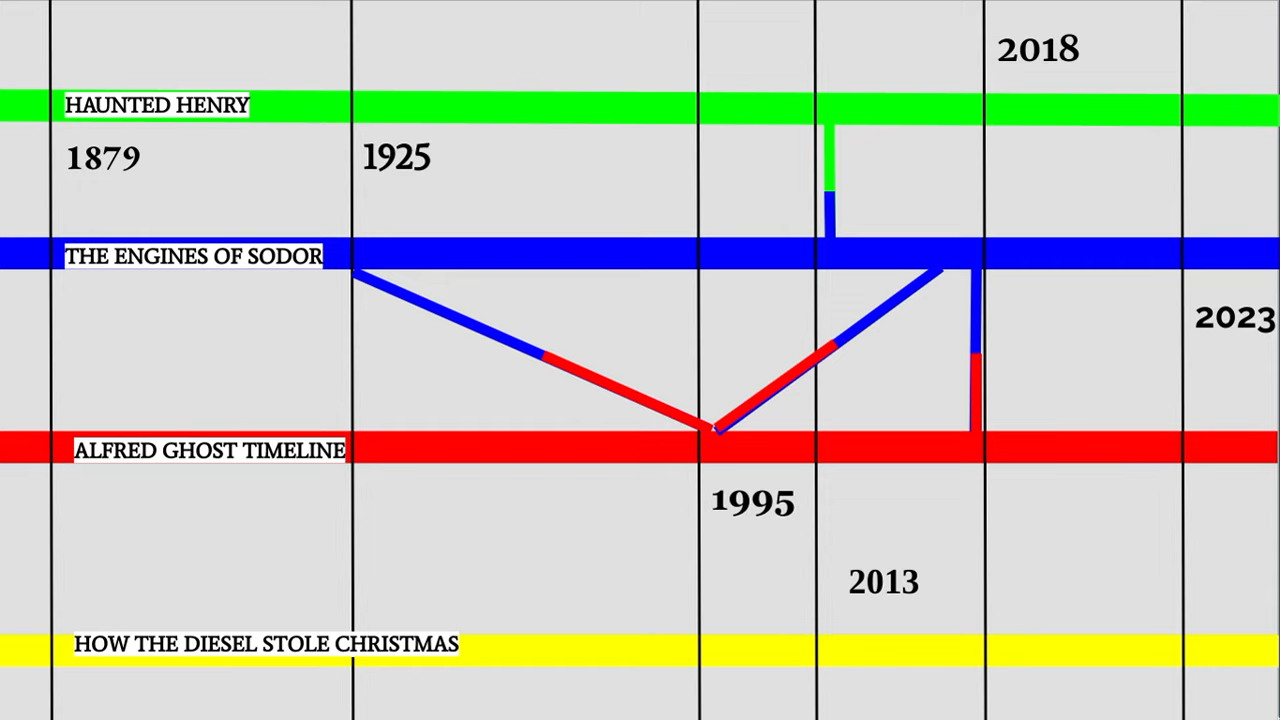 2018
HAUNTED HENRY
1879
1925
THE ENGINES OF SODOR
2023
ALFRED GHOST TIMELINE
1995
2013
HOW THE DIESEL STOLE CHRISTMAS